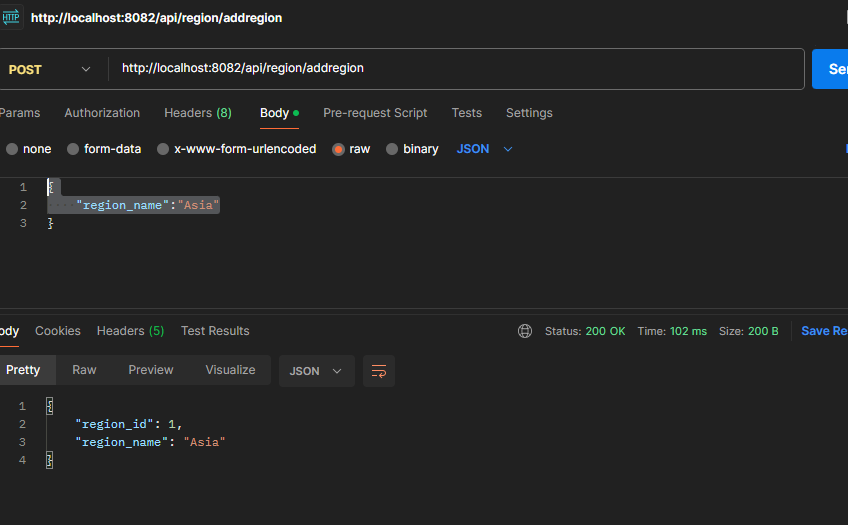 HTTP http://localhost:8082/api/region/addregion
POST http://localhost:8082/api/region/addregion
Params Authorization Headers (8) Body Pre-request Script Tests Settings
none form-data x-www-form-urlencoded raw binary JSON
1 {
2 "region_name":"Asia"
3 }
Cookies Headers (5) Test Results Status: 200 OK Time: 102 ms Size: 200 B Save
Pretty Raw Preview Visualize JSON
1 {
2 "region_id": 1,
3 "region_name": "Asia"
4 }